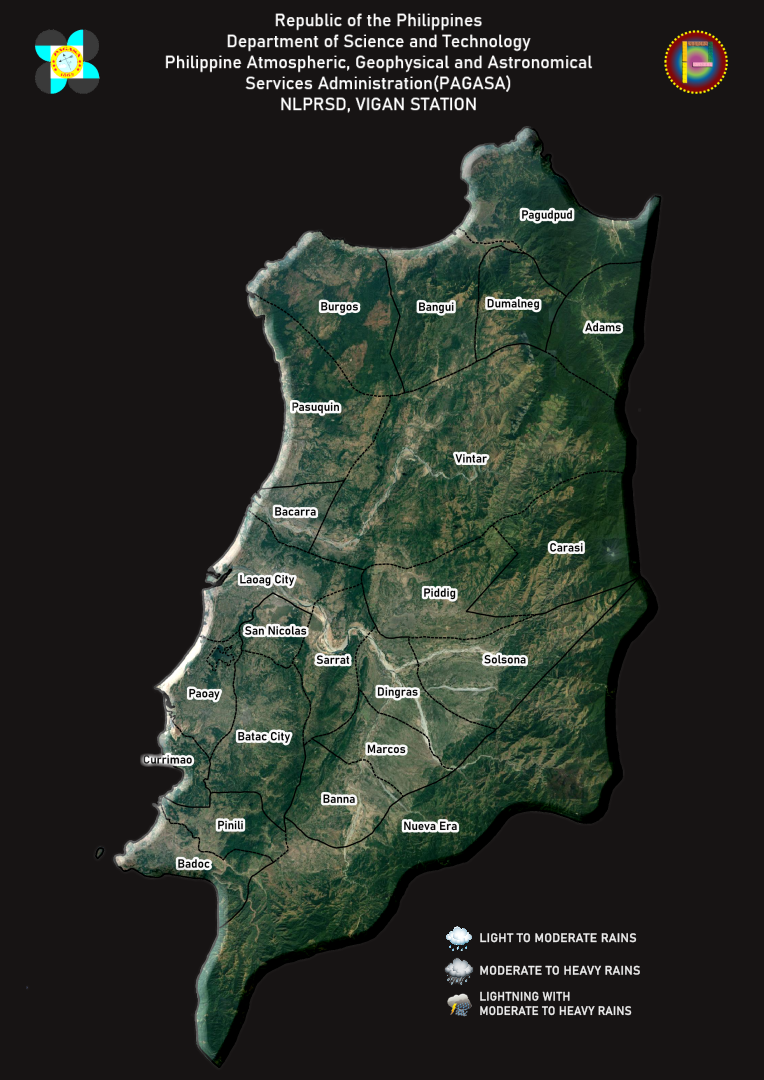 Republic of the Philippines
Department of Science and Technology
Philippine Atmospheric, Geophysical and Astronomical
Services Administration(PAGASA)
NLPRSD, VIGAN STATION
PAGASA
Pagudpud
Burgos
Bangui
Dumalneg
Adams
Pasuquin
Vintar
Bacarra
Carasi
Laoag City
Piddig
San Nicolas
Sarrat
Solsona
Paoay
Dingras
Batac City
Marcos
Currimao
Banna
Pinili
Nueva Era
Badoc
LIGHT TO MODERATE RAINS
MODERATE TO HEAVY RAINS
LIGHTNING WITH
MODERATE TO HEAVY RAINS